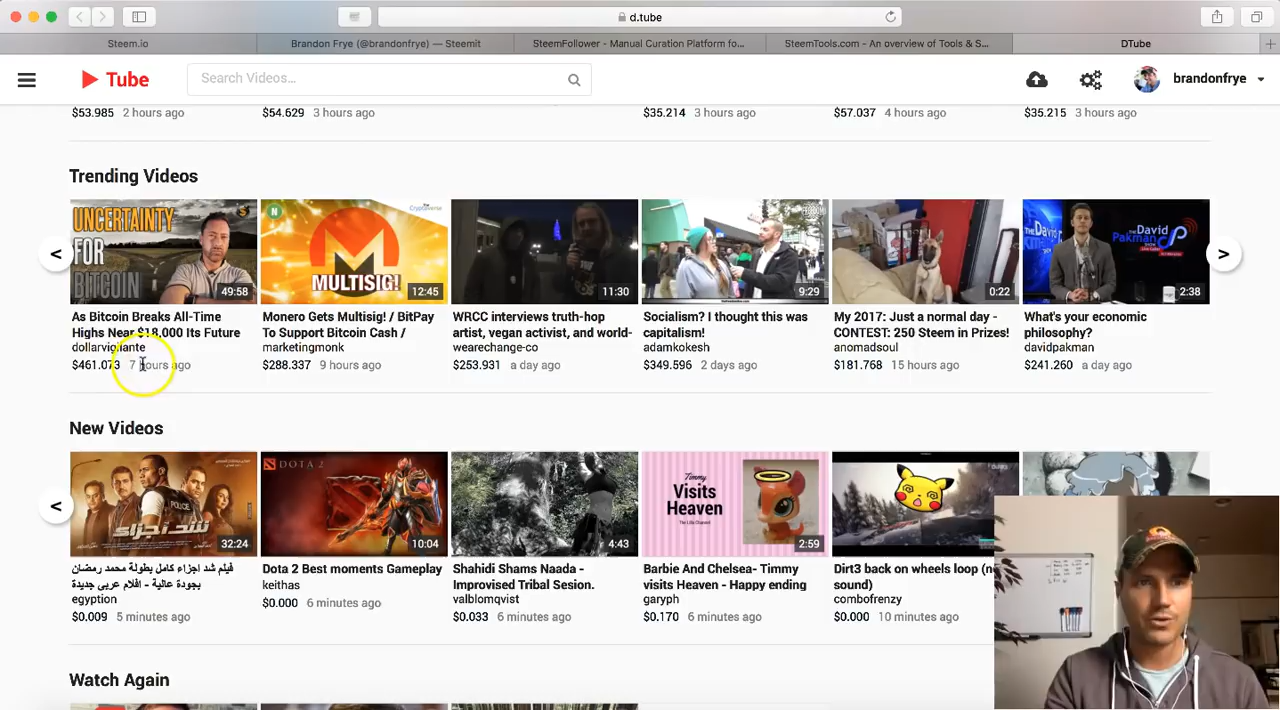 d.tube
Steem.io
Brandon Frye (@brandonfrye) — Steemit
SteemFollower - Manual Curation Platform fo...
SteemTools.com - An overview of Tools & S...
DTube
Tube
Search Videos...
brandonfrye
$53.985 2 hours ago
$54.629 3 hours ago
$35.214 3 hours ago
$57.037 4 hours ago
$35.215 3 hours ago
Trending Videos
UNCERTAINTY
FOR
BITCOIN
49:58
MULTISIG!
12:45
11:30
9:29
0:22
The David
Pakman
2:38
As Bitcoin Breaks All-Time
Highs Near $18,000 Its Future
dollarvigilante
$461.073 7 hours ago
Monero Gets Multisig! / BitPay
To Support Bitcoin Cash /
marketingmonk
$288.337 9 hours ago
WRCC interviews truth-hop
artist, vegan activist, and world-
wearechange-co
$253.931 a day ago
Socialism? I thought this was
capitalism!
adamkokesh
$349.596 2 days ago
My 2017: Just a normal day -
CONTEST: 250 Steem in Prizes!
anomadsoul
$181.768 15 hours ago
What's your economic
philosophy?
davidpakman
$241.260 a day ago
New Videos
POLICE
شد اجزاء
32:24
DOTA 2
10:04
4:43
Timmy
Visits
Heaven
2:59
فيلم شد اجزاء كامل بطولة محمد رمضان
بجودة عالية - افلام عربى جديدة
egyption
$0.009 5 minutes ago
Dota 2 Best moments Gameplay
keithas
$0.000 6 minutes ago
Shahidi Shams Naada -
Improvised Tribal Sesion.
valblomqvist
$0.033 6 minutes ago
Barbie And Chelsea- Timmy
visits Heaven - Happy ending
garyph
$0.170 6 minutes ago
Dirt3 back on wheels loop (no
sound)
combofrenzy
$0.000 10 minutes ago
Watch Again